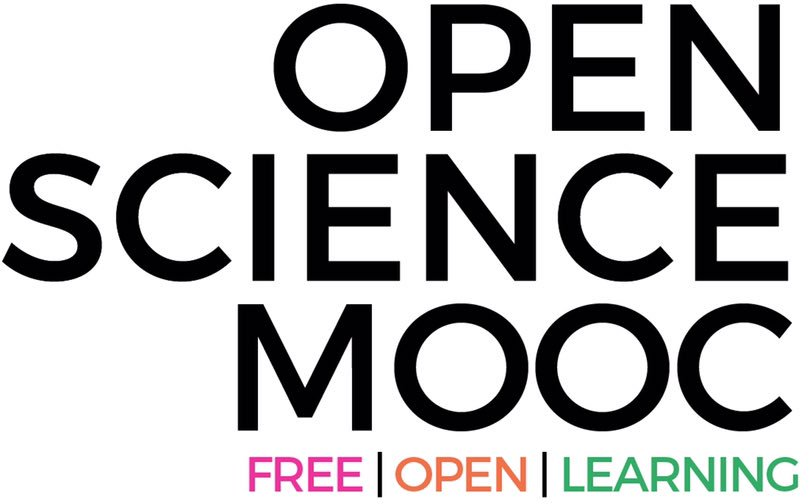 OPEN
SCIENCE
MOOC
FREE | OPEN | LEARNING